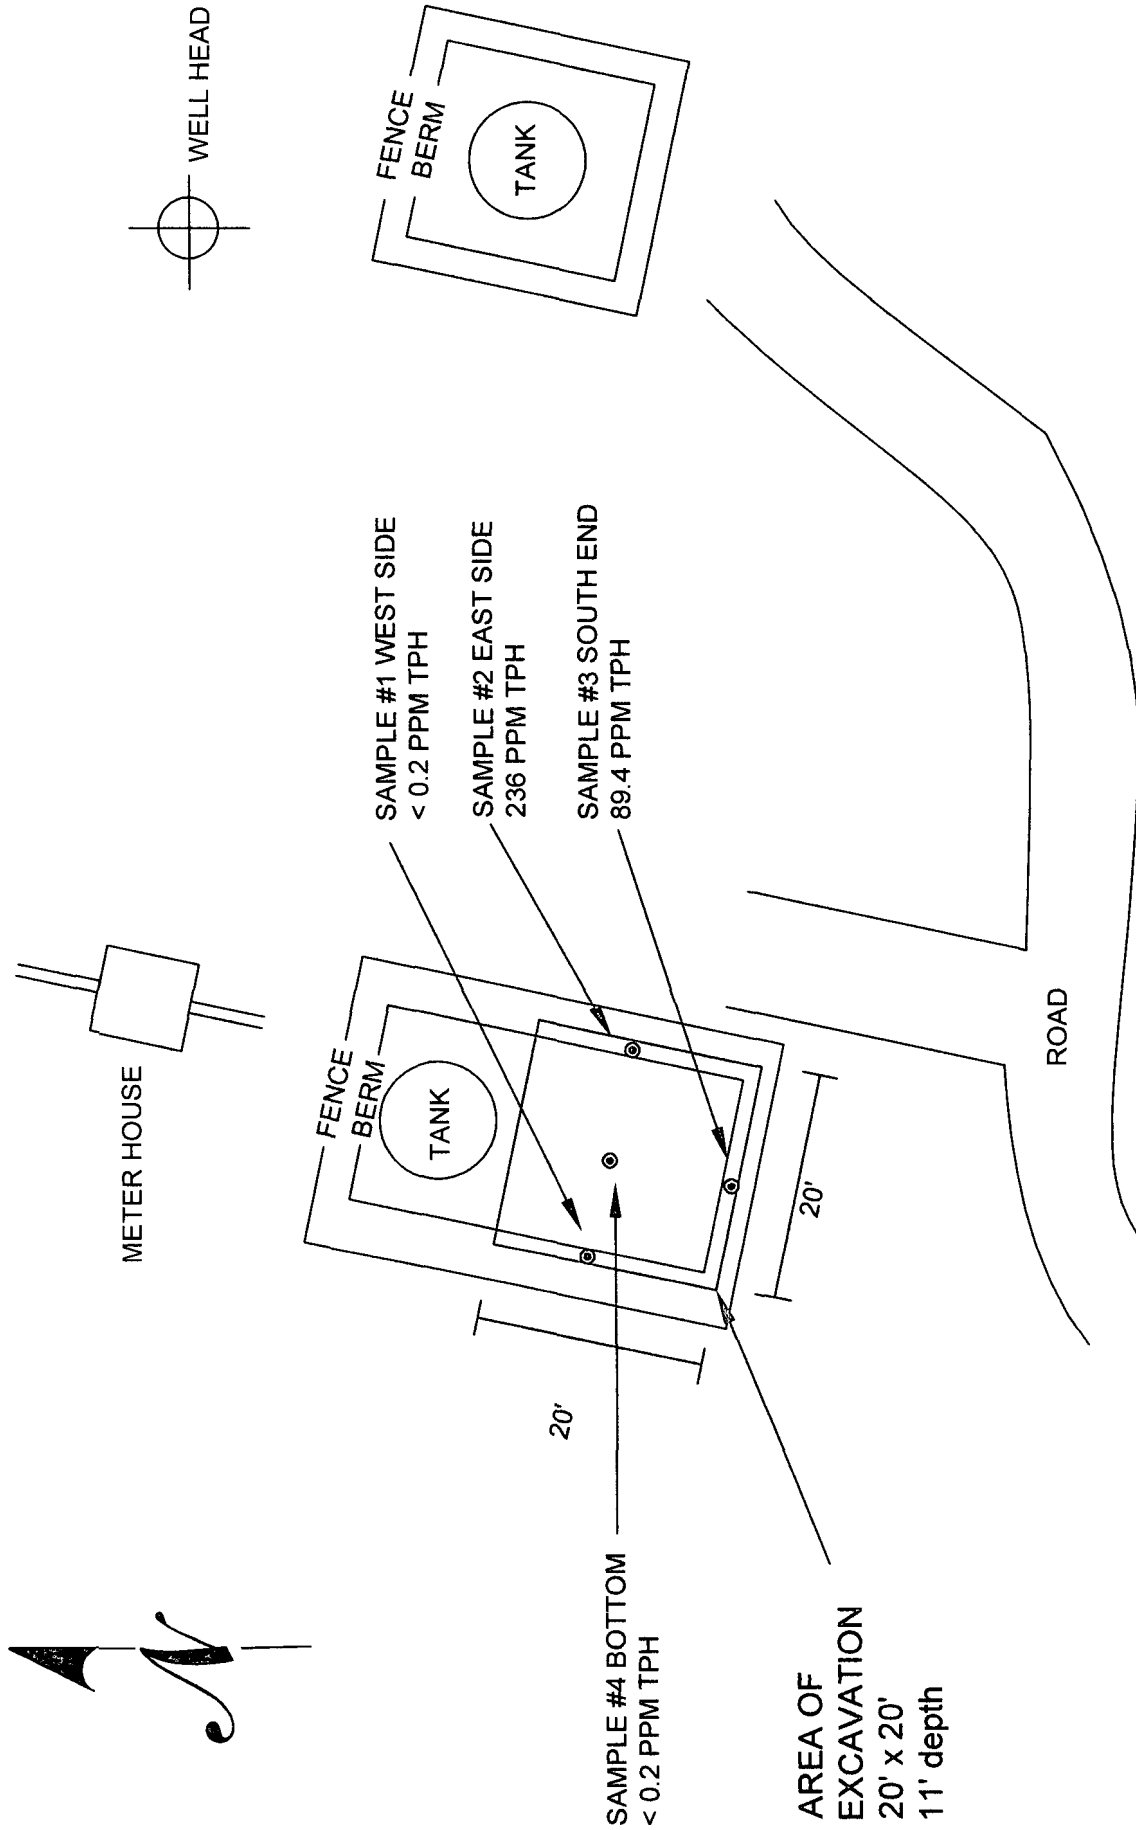 WELL HEAD
FENCE
BERM
TANK
METER HOUSE
FENCE
BERM
TANK
SAMPLE #1 WEST SIDE
< 0.2 PPM TPH
SAMPLE #2 EAST SIDE
236 PPM TPH
SAMPLE #3 SOUTH END
89.4 PPM TPH
20'
20'
ROAD
SAMPLE #4 BOTTOM
< 0.2 PPM TPH
AREA OF
EXCAVATION
20' x 20'
11' depth
N